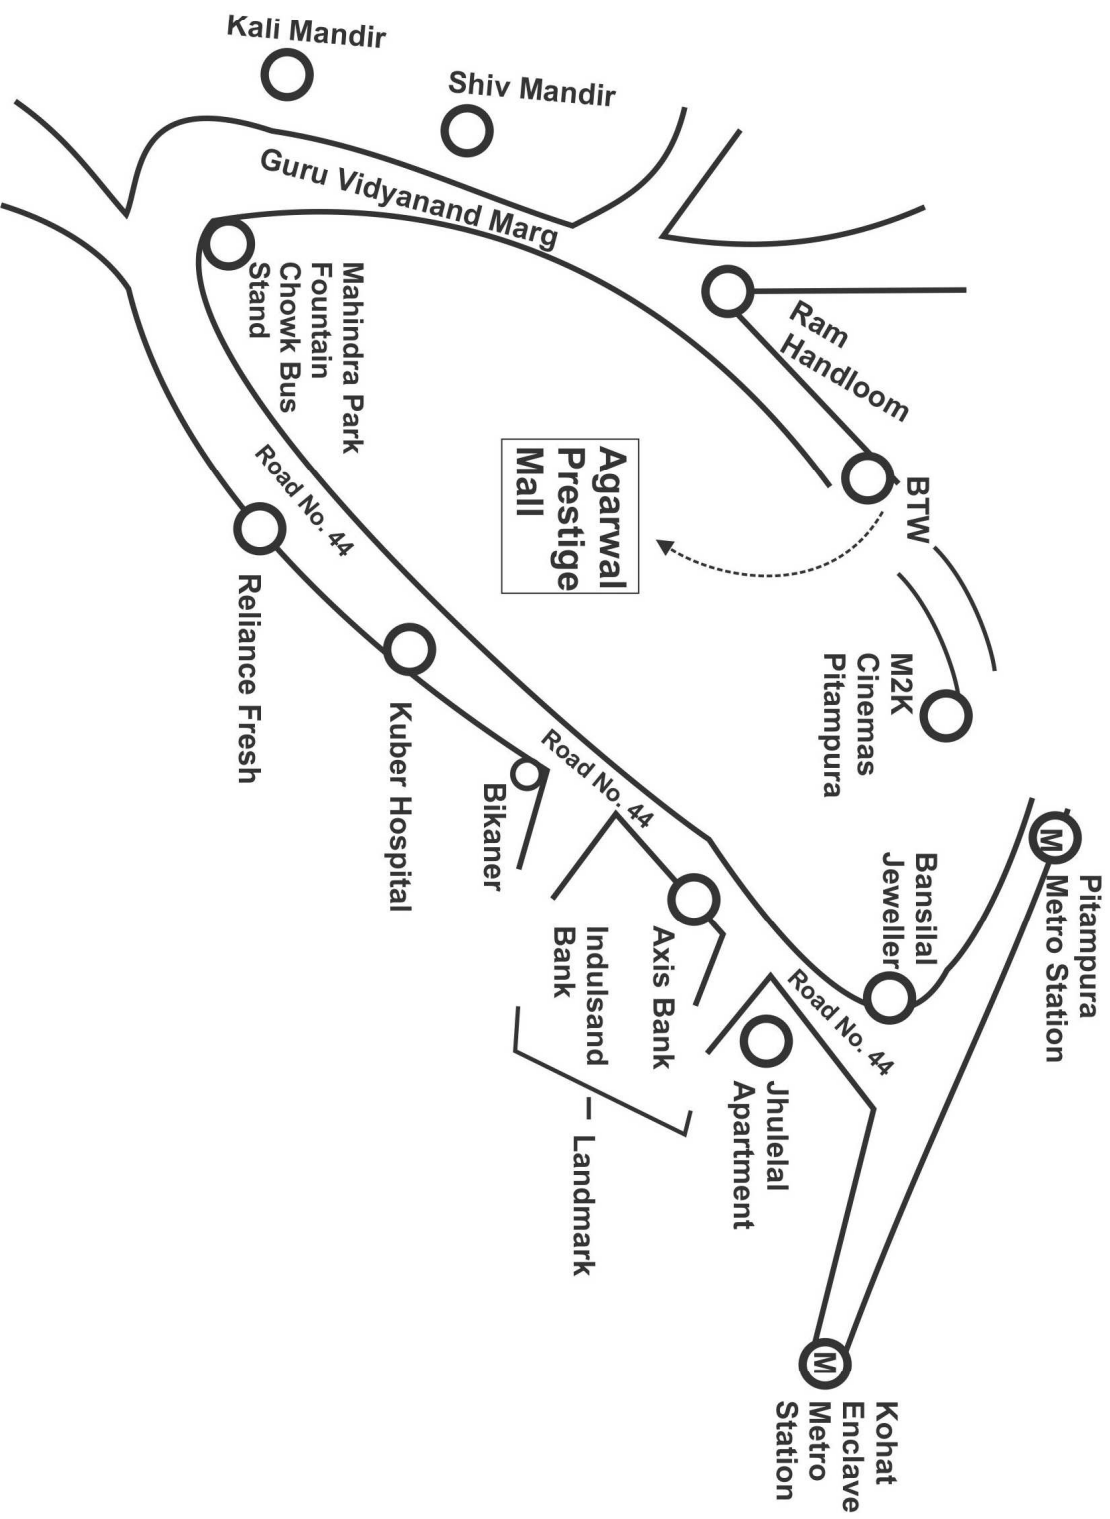 Kali Mandir
Shiv Mandir
Guru Vidyanand Marg
Mahindra Park
Fountain
Chowk Bus
Stand
Ram
Handloom
BTW
Agarwal
Prestige
Mall
Road No. 44
Reliance Fresh
Kuber Hospital
Bikaner
Road No. 44
M2K
Cinemas
Pitampura
M
Pitampura
Metro Station
Bansilal
Jeweller
Road No. 44
Axis Bank
Indulsand
Bank
Landmark
Jhulelal
Apartment
M
Kohat
Enclave
Metro
Station